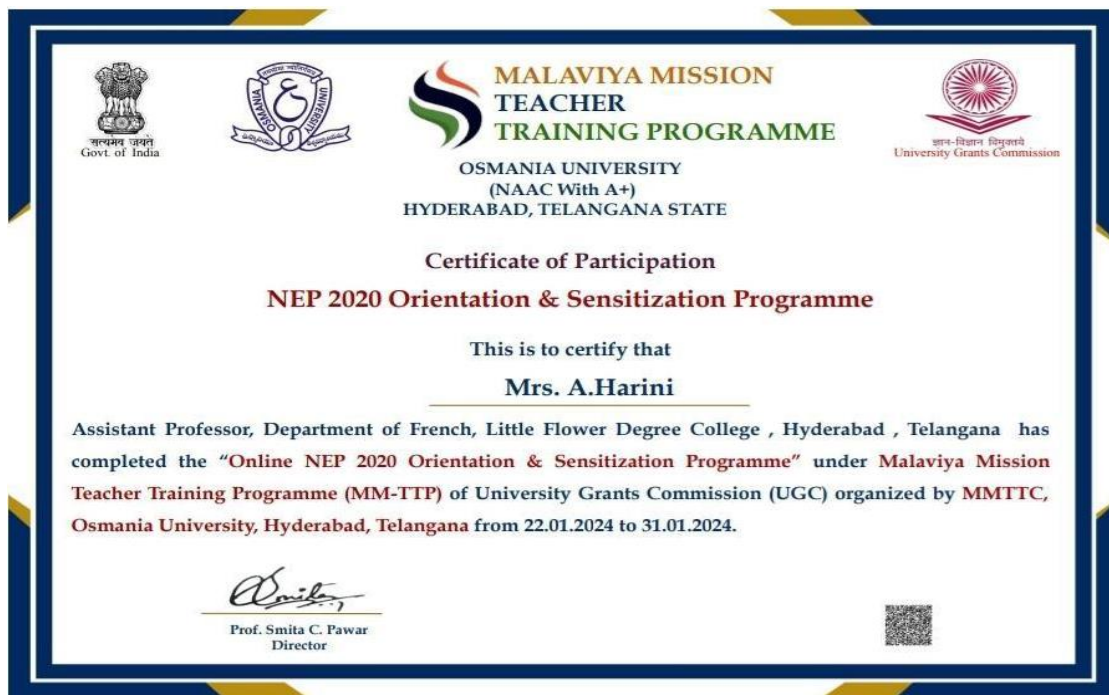 सत्यमेव जयते
Govt. of India
OSMANIA UNIVERSITY
MALAVIYA MISSION
TEACHER
TRAINING PROGRAMME
ज्ञान-विज्ञान विमुक्तये
University Grants Commission
OSMANIA UNIVERSITY
(NAAC With A+)
HYDERABAD, TELANGANA STATE
Certificate of Participation
NEP 2020 Orientation & Sensitization Programme
This is to certify that
Mrs. A.Harini
Assistant Professor, Department of French, Little Flower Degree College , Hyderabad , Telangana has
completed the “Online NEP 2020 Orientation & Sensitization Programme” under Malaviya Mission
Teacher Training Programme (MM-TTP) of University Grants Commission (UGC) organized by MMTTC,
Osmania University, Hyderabad, Telangana from 22.01.2024 to 31.01.2024.
Prof. Smita C. Pawar
Director